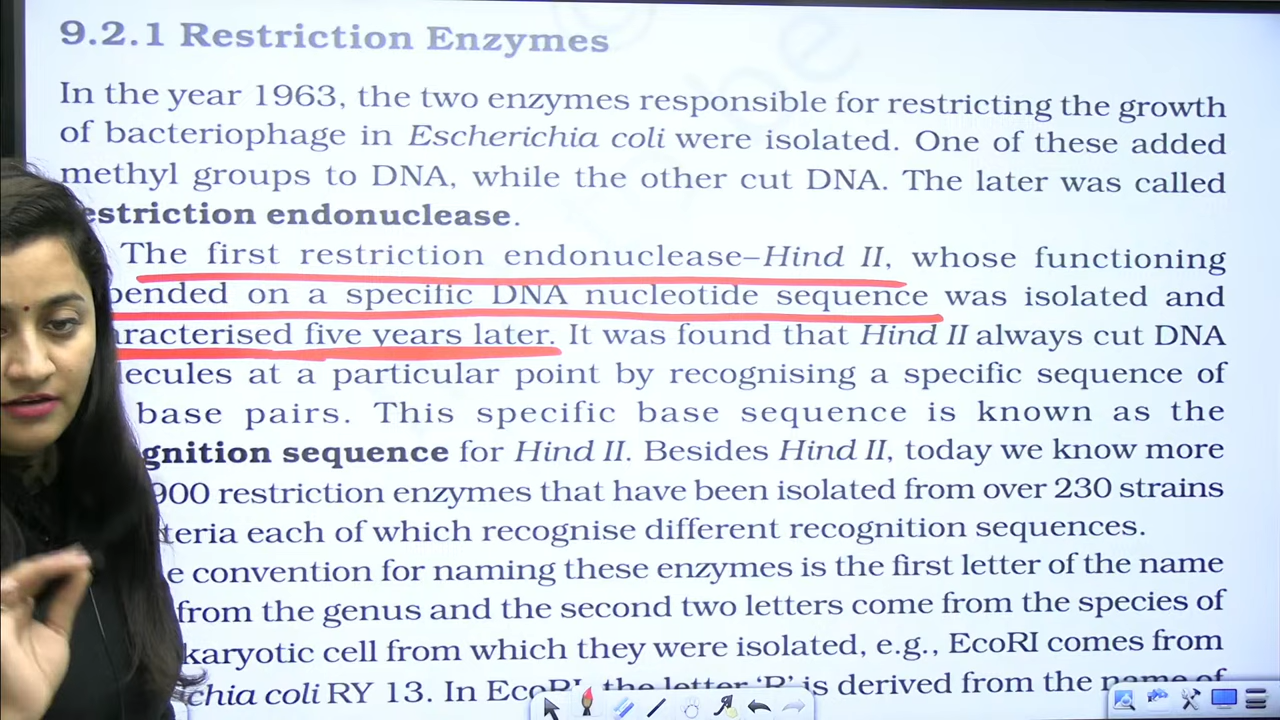 9.2.1 Restriction Enzymes
In the year 1963, the two enzymes responsible for restricting the growth
of bacteriophage in Escherichia coli were isolated. One of these added
methyl groups to DNA, while the other cut DNA. The later was called
estriction endonuclease.
The first restriction endonuclease–Hind II, whose functioning
pended on a specific DNA nucleotide sequence was isolated and
racterised five years later. It was found that Hind II always cut DNA
lecules at a particular point by recognising a specific sequence of
base pairs. This specific base sequence is known as the
gnition sequence for Hind II. Besides Hind II, today we know more
900 restriction enzymes that have been isolated from over 230 strains
teria each of which recognise different recognition sequences.
e convention for naming these enzymes is the first letter of the name
from the genus and the second two letters come from the species of
karyotic cell from which they were isolated, e.g., EcoRI comes from
chia coli RY 13. In EcoRI, the letter 'R' is derived from the name of